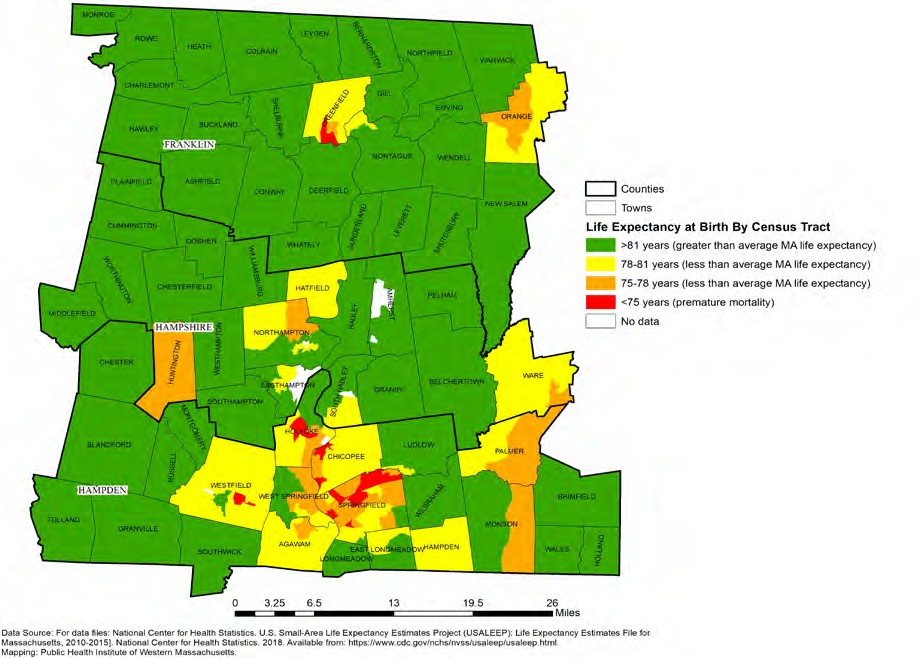 MONROE
ROWE
HEATH
COLRAIN
LEYDEN
BERNARDSTON
NORTHFIELD
WARWICK
CHARLEMONT
SHELBURNE
GREENFIELD
GILL
ERVING
ORANGE
HAWLEY
BUCKLAND
FRANKLIN
MONTAGUE
WENDELL
PLAINFIELD
ASHFIELD
CONWAY
DEERFIELD
SUNDERLAND
LEVERETT
SHUTESBURY
NEW SALEM
CUMMINGTON
GOSHEN
WHATELY
WORTHINGTON
CHESTERFIELD
WILLIAMSBURG
HATFIELD
HADLEY
AMHERST
PELHAM
MIDDLEFIELD
HAMPSHIRE
NORTHAMPTON
CHESTER
HUNTINGTON
WESTHAMPTON
EASTHAMPTON
SOUTH HADLEY
GRANBY
BELCHERTOWN
WARE
SOUTHAMPTON
MONTGOMERY
HOLYOKE
BLANDFORD
RUSSELL
CHICOPEE
LUDLOW
PALMER
HAMPDEN
WESTFIELD
WEST SPRINGFIELD
SPRINGFIELD
WILBRAHAM
BRIMFIELD
TOLLAND
GRANVILLE
SOUTHWICK
AGAWAM
EAST LONGMEADOW
LONGMEADOW
HAMPDEN
MONSON
WALES
HOLLAND
Counties
Towns
Life Expectancy at Birth By Census Tract
>81 years (greater than average MA life expectancy)
78-81 years (less than average MA life expectancy)
75-78 years (less than average MA life expectancy)
<75 years (premature mortality)
No data
0 3.25 6.5 13 19.5 26
Miles
Data Source: For data files: National Center for Health Statistics. U.S. Small-Area Life Expectancy Estimates Project (USALEEP): Life Expectancy Estimates File for
Massachusetts, 2010-2015]. National Center for Health Statistics. 2018. Available from: https://www.cdc.gov/nchs/nvss/usaleep/usaleep.html.
Mapping: Public Health Institute of Western Massachusetts.